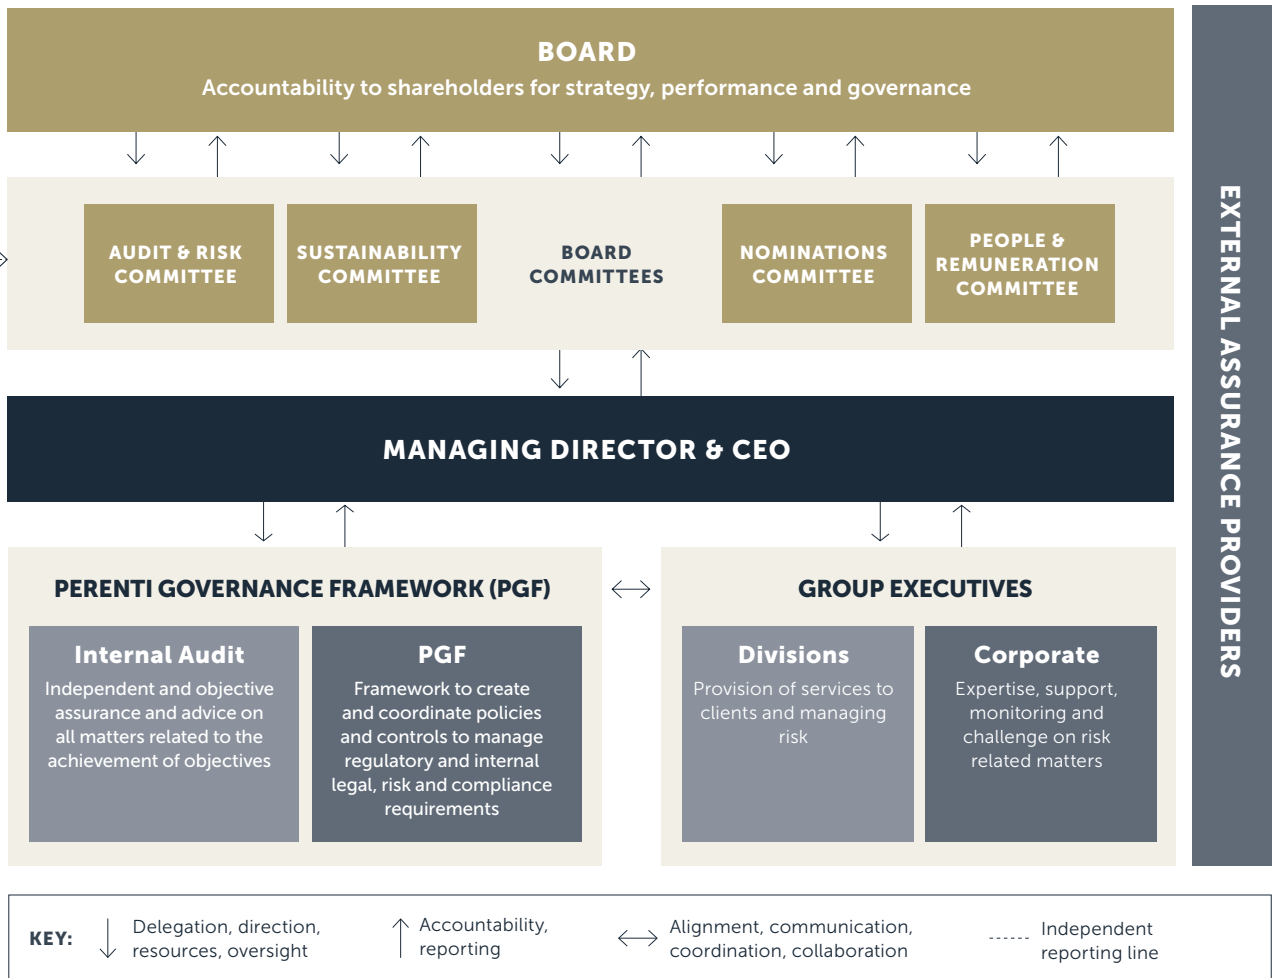 BOARD
Accountability to shareholders for strategy, performance and governance
AUDIT & RISK
COMMITTEE
SUSTAINABILITY
COMMITTEE
BOARD
COMMITTEES
NOMINATIONS
COMMITTEE
PEOPLE &
REMUNERATION
COMMITTEE
MANAGING DIRECTOR & CEO
PERENTI GOVERNANCE FRAMEWORK (PGF)
Internal Audit
Independent and objective
assurance and advice on
all matters related to the
achievement of objectives
PGF
Framework to create
and coordinate policies
and controls to manage
regulatory and internal
legal, risk and compliance
requirements
GROUP EXECUTIVES
Divisions
Provision of services to
clients and managing
risk
Corporate
Expertise, support,
monitoring and
challenge on risk
related matters
EXTERNAL ASSURANCE PROVIDERS
KEY:
Delegation, direction,
resources, oversight
Accountability,
reporting
Alignment, communication,
coordination, collaboration
Independent
reporting line